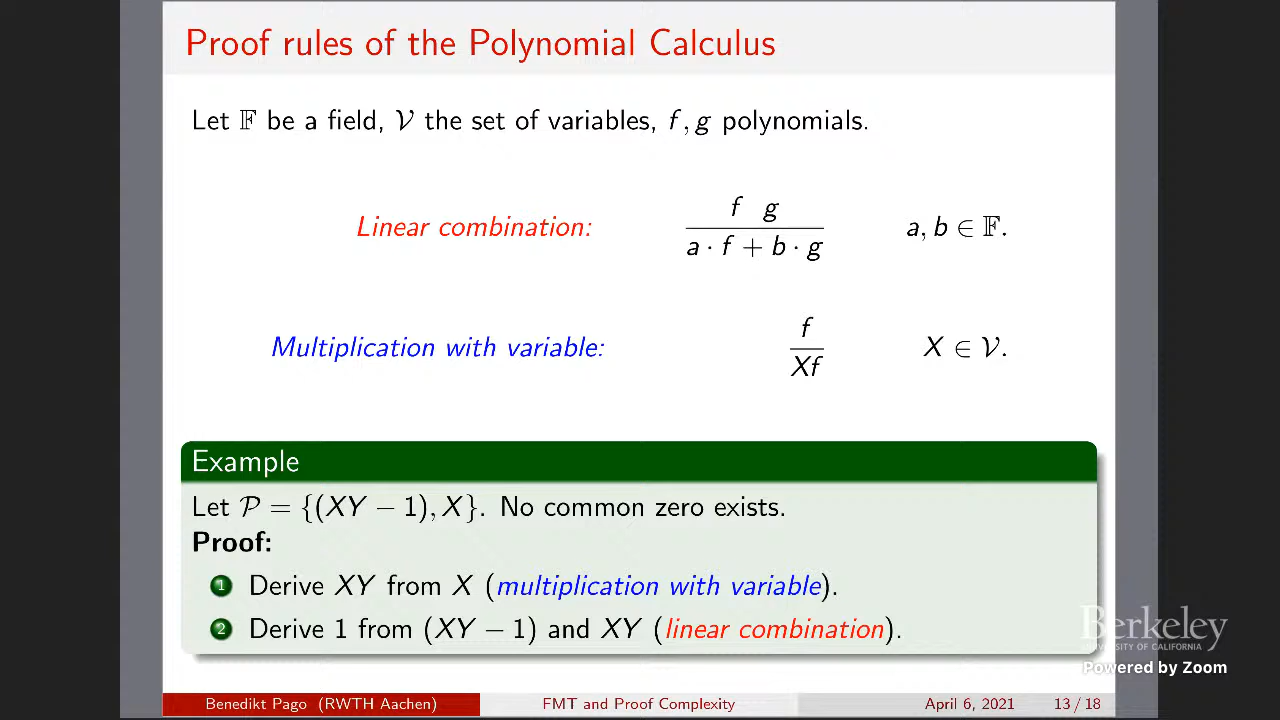 Proof rules of the Polynomial Calculus
Let 𝔽 be a field, 𝒱 the set of variables, f, g polynomials.
Linear combination: f g / a · f + b · g a, b ∈ 𝔽.
Multiplication with variable: f / Xf X ∈ 𝒱.
Example
Let 𝒫 = {(XY − 1), X}. No common zero exists.
Proof:
1 Derive XY from X (multiplication with variable).
2 Derive 1 from (XY − 1) and XY (linear combination).
Berkeley
UNIVERSITY OF CALIFORNIA
Powered by Zoom
Benedikt Pago (RWTH Aachen) FMT and Proof Complexity April 6, 2021 13 / 18